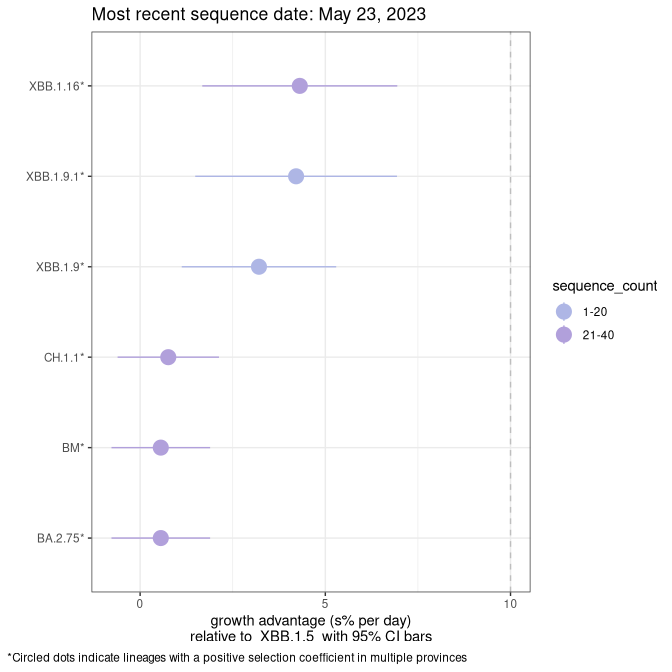 Most recent sequence date: May 23, 2023
XBB.1.16*
XBB.1.9.1*
XBB.1.9*
CH.1.1*
BM*
BA.2.75*
0 5 10
growth advantage (s% per day)
relative to XBB.1.5 with 95% CI bars
sequence_count
1-20
21-40
*Circled dots indicate lineages with a positive selection coefficient in multiple provinces